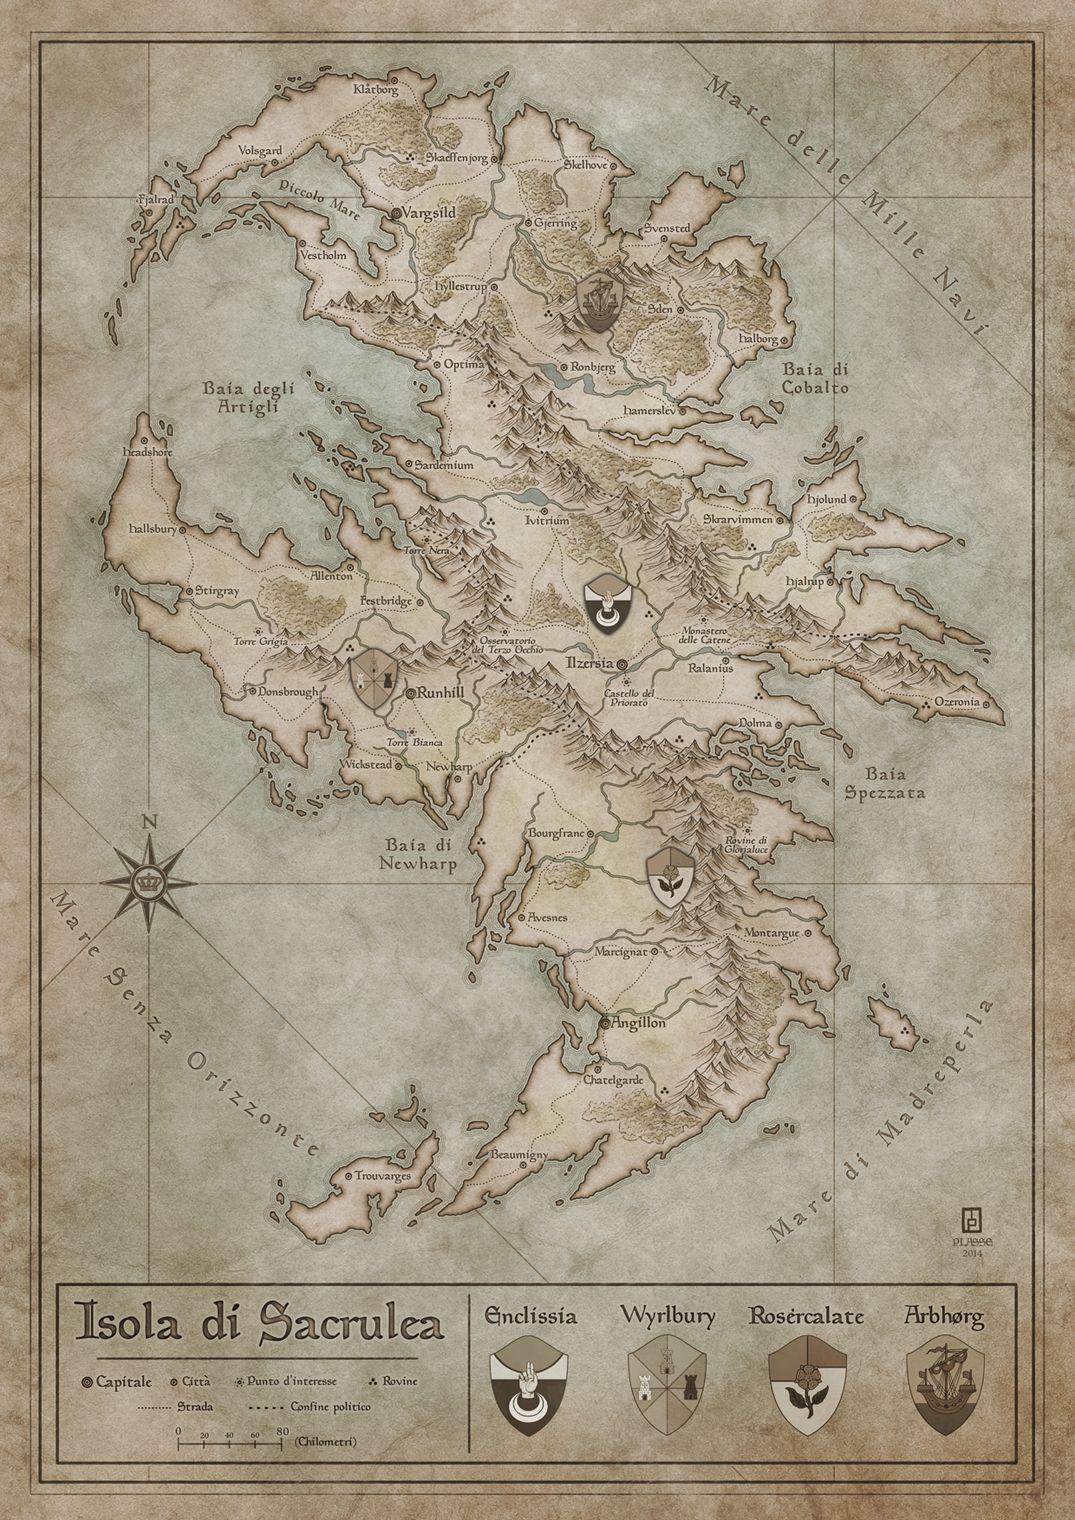 Mare delle Mille Navi
Klåtborg
Volsgard
Skaeffenjorg
Skelhove
Fjalrad
Piccolo Mare
Vargsild
Gjerring
Svensted
Vestholm
Hyllestrup
Sden
Halborg
Optima
Ronbjerg
Baia di
Cobalto
Baia degli
Artigli
Hamerslev
Headshore
Sardemium
Hjolund
Hallsbury
Ivitrium
Skrarvimmen
Torre Nera
Allenton
Hjalrup
Stirgray
Festbridge
Torre Grigia
Osservatorio
del Terzo Occhio
Monastero
delle Catene
Ilzersia
Ralanius
Donsbrough
Runhill
Castello del
Priorato
Ozeronia
Torre Bianca
Dolma
Wickstead
Newharp
Baia
Spezzata
N
Baia di
Newharp
Bourgfranc
Rovine di
Glorialuce
Mare Senza Orizzonte
Avesnes
Montargue
Marcignat
Angillon
Mare di Madreperla
Chatelgarde
Beaumigny
Trouvarges
PLASSE
2014
Isola di Sacrulea
Capitale Città Punto d'interesse Rovine
Strada Confine politico
0 20 40 60 80 (Chilometri)
Enclissia Wyrlbury Rosèrcalate Arbhørg